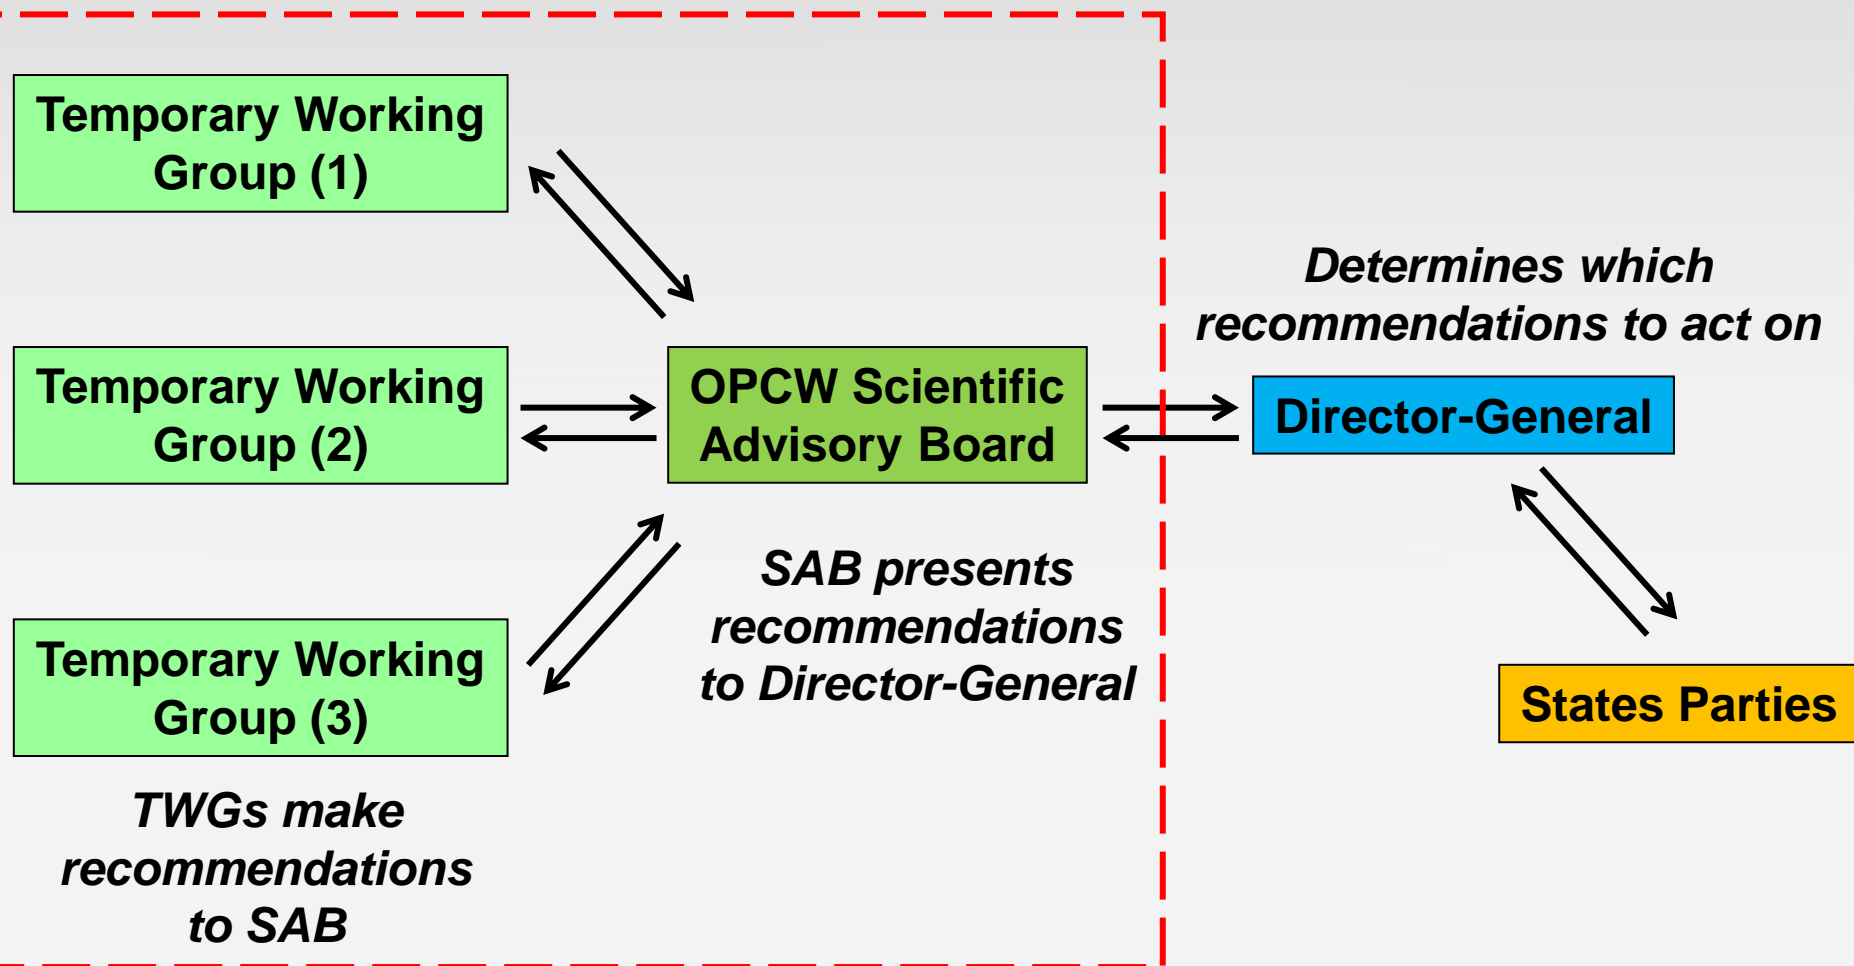 Temporary Working
Group (1)
Temporary Working
Group (2)
Temporary Working
Group (3)
TWGs make
recommendations
to SAB
OPCW Scientific
Advisory Board
SAB presents
recommendations
to Director-General
Determines which
recommendations to act on
Director-General
States Parties